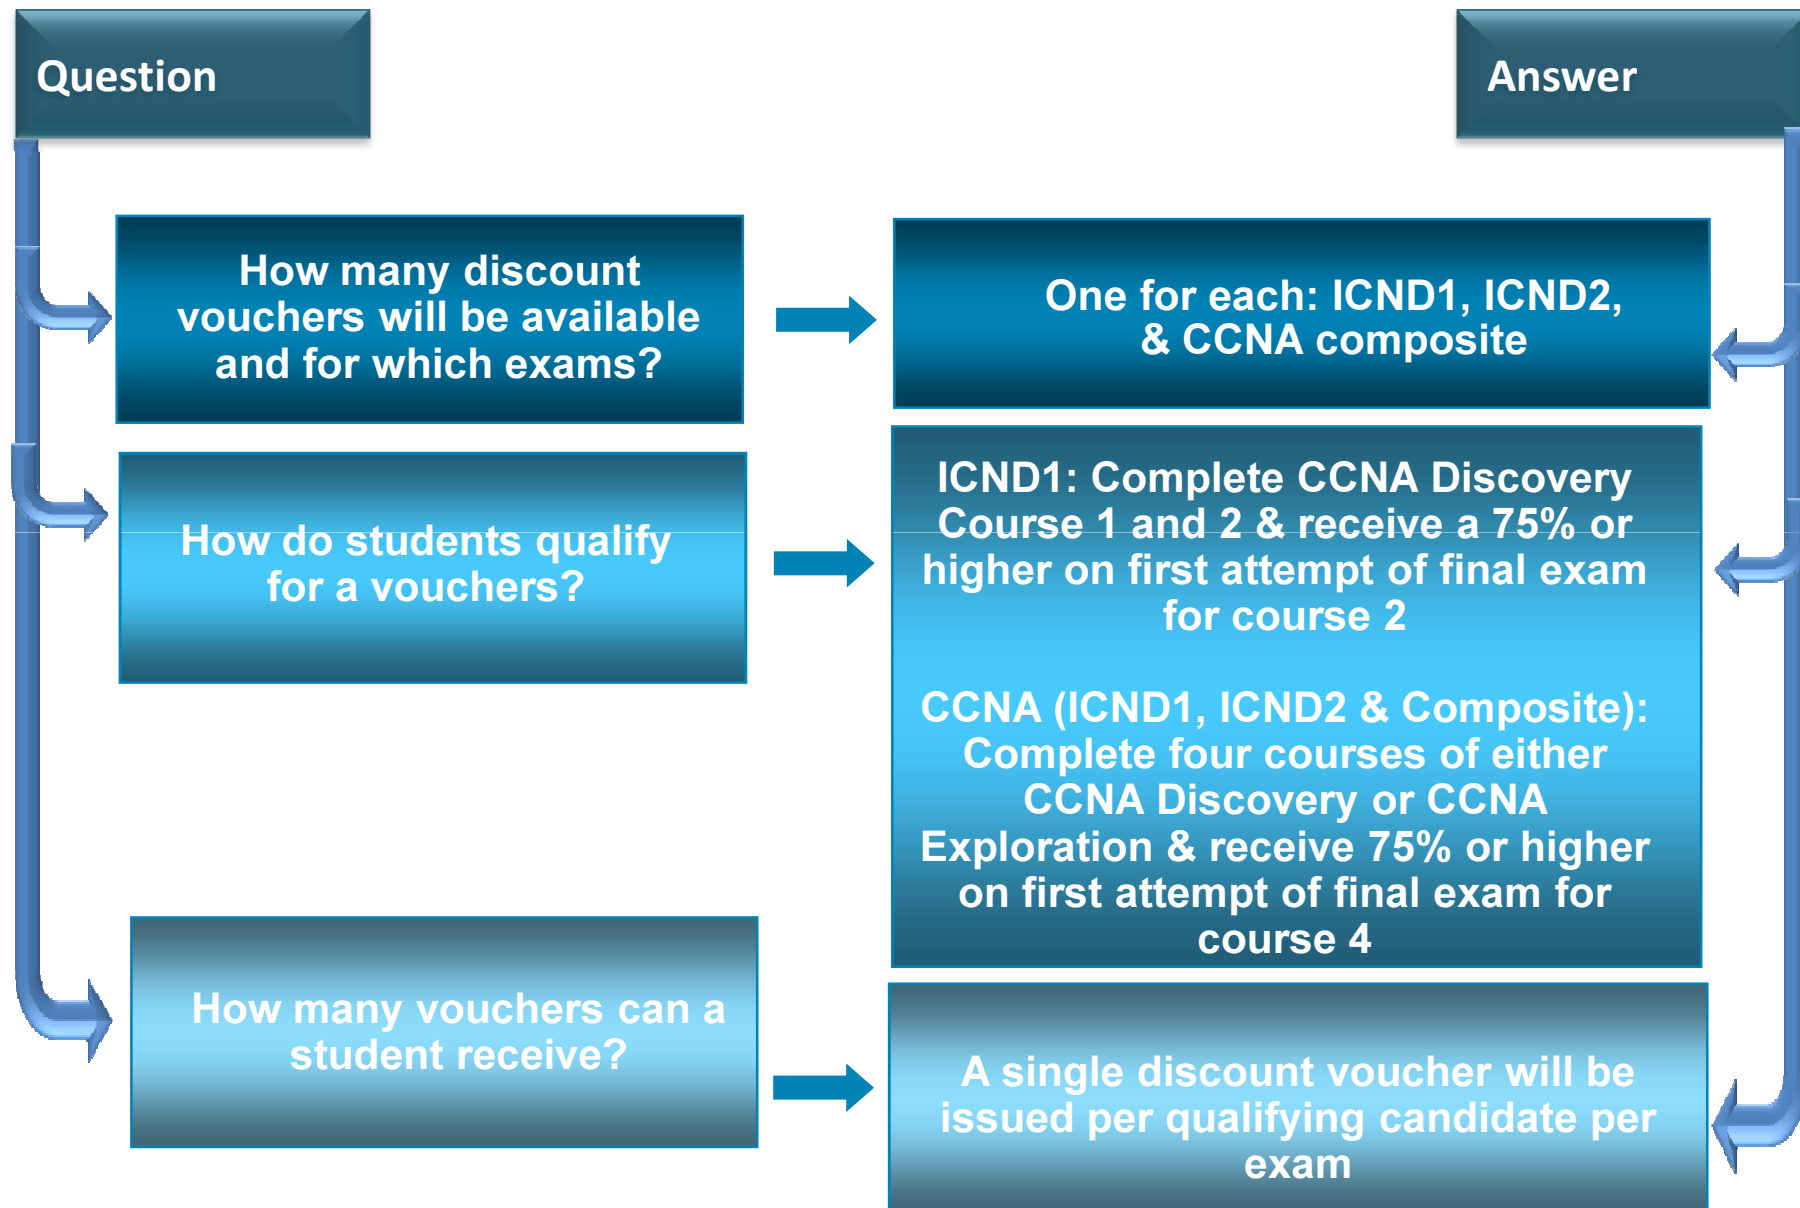 Question
Answer
How many discount
vouchers will be available
and for which exams?
One for each: ICND1, ICND2,
& CCNA composite
How do students qualify
for a vouchers?
ICND1: Complete CCNA Discovery
Course 1 and 2 & receive a 75% or
higher on first attempt of final exam
for course 2
CCNA (ICND1, ICND2 & Composite):
Complete four courses of either
CCNA Discovery or CCNA
Exploration & receive 75% or higher
on first attempt of final exam for
course 4
How many vouchers can a
student receive?
A single discount voucher will be
issued per qualifying candidate per
exam